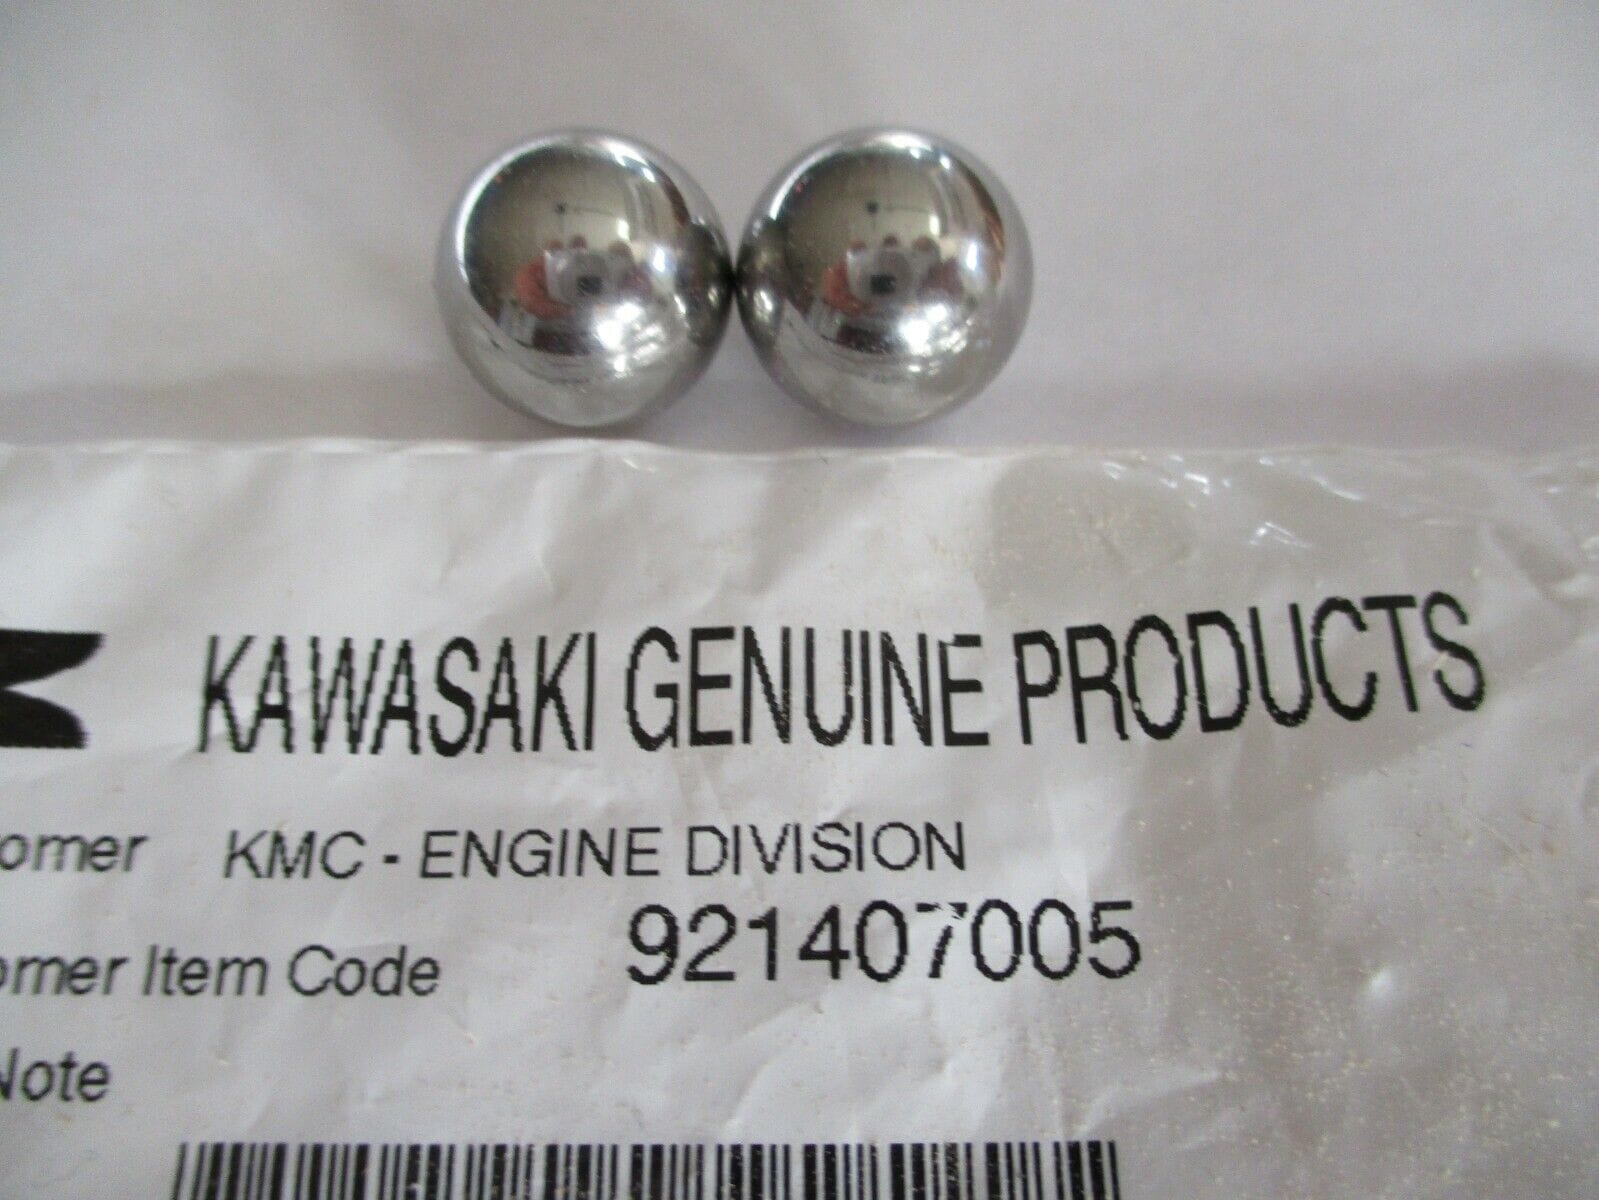 KAWASAKI GENUINE PRODUCTS
omer KMC - ENGINE DIVISION
omer Item Code 921407005
Note